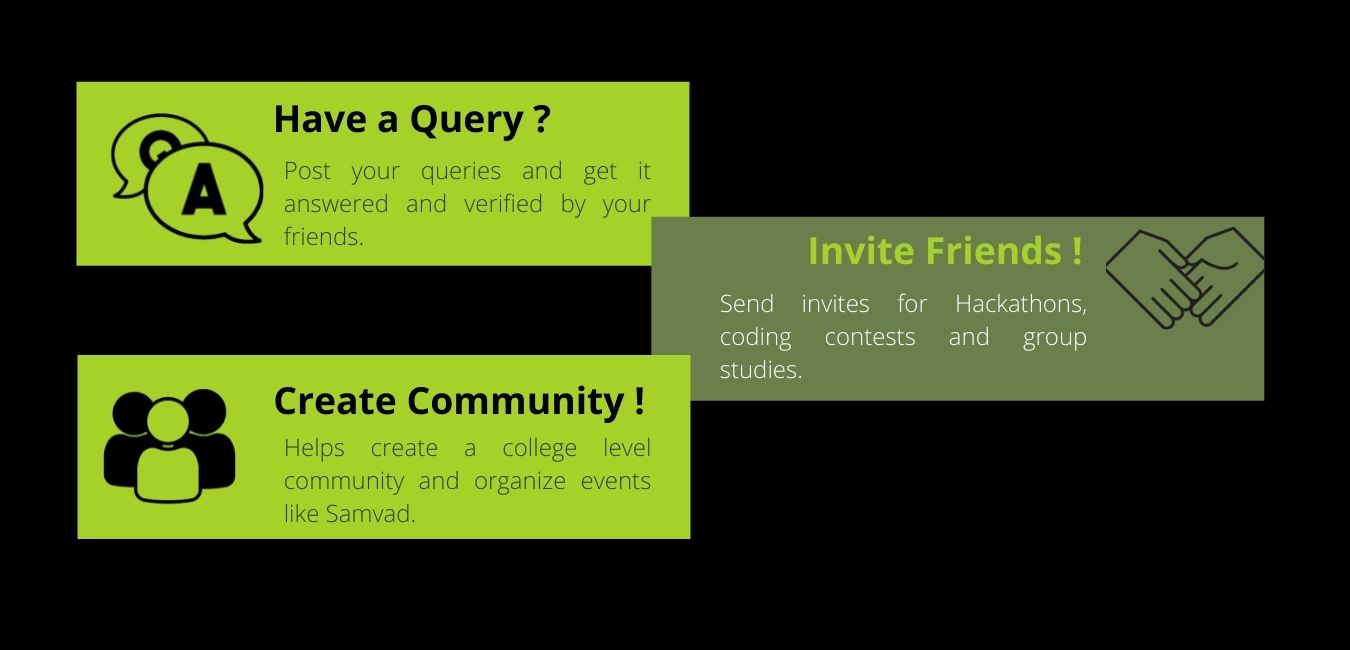 Q
A
Have a Query ?
Post your queries and get it
answered and verified by your
friends.
Invite Friends !
Send invites for Hackathons,
coding contests and group
studies.
Create Community !
Helps create a college level
community and organize events
like Samvad.